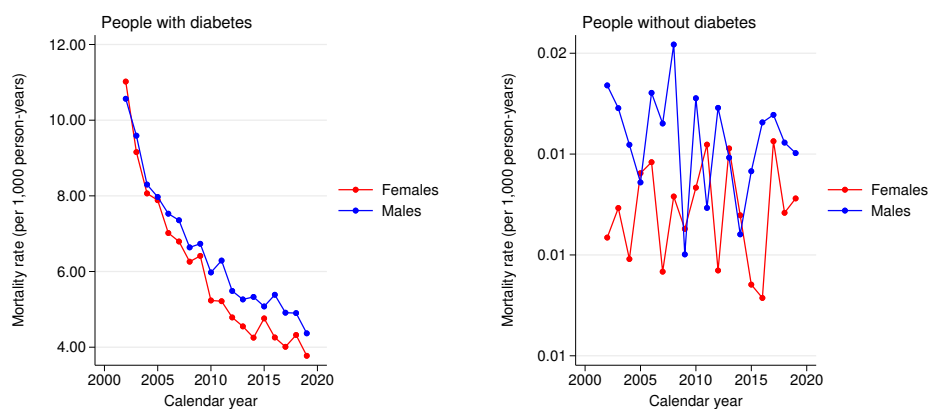 People with diabetes
Mortality rate (per 1,000 person-years)
12.00
10.00
8.00
6.00
4.00
2000 2005 2010 2015 2020
Calendar year
Females
Males
People without diabetes
Mortality rate (per 1,000 person-years)
0.02
0.01
0.01
0.01
2000 2005 2010 2015 2020
Calendar year
Females
Males